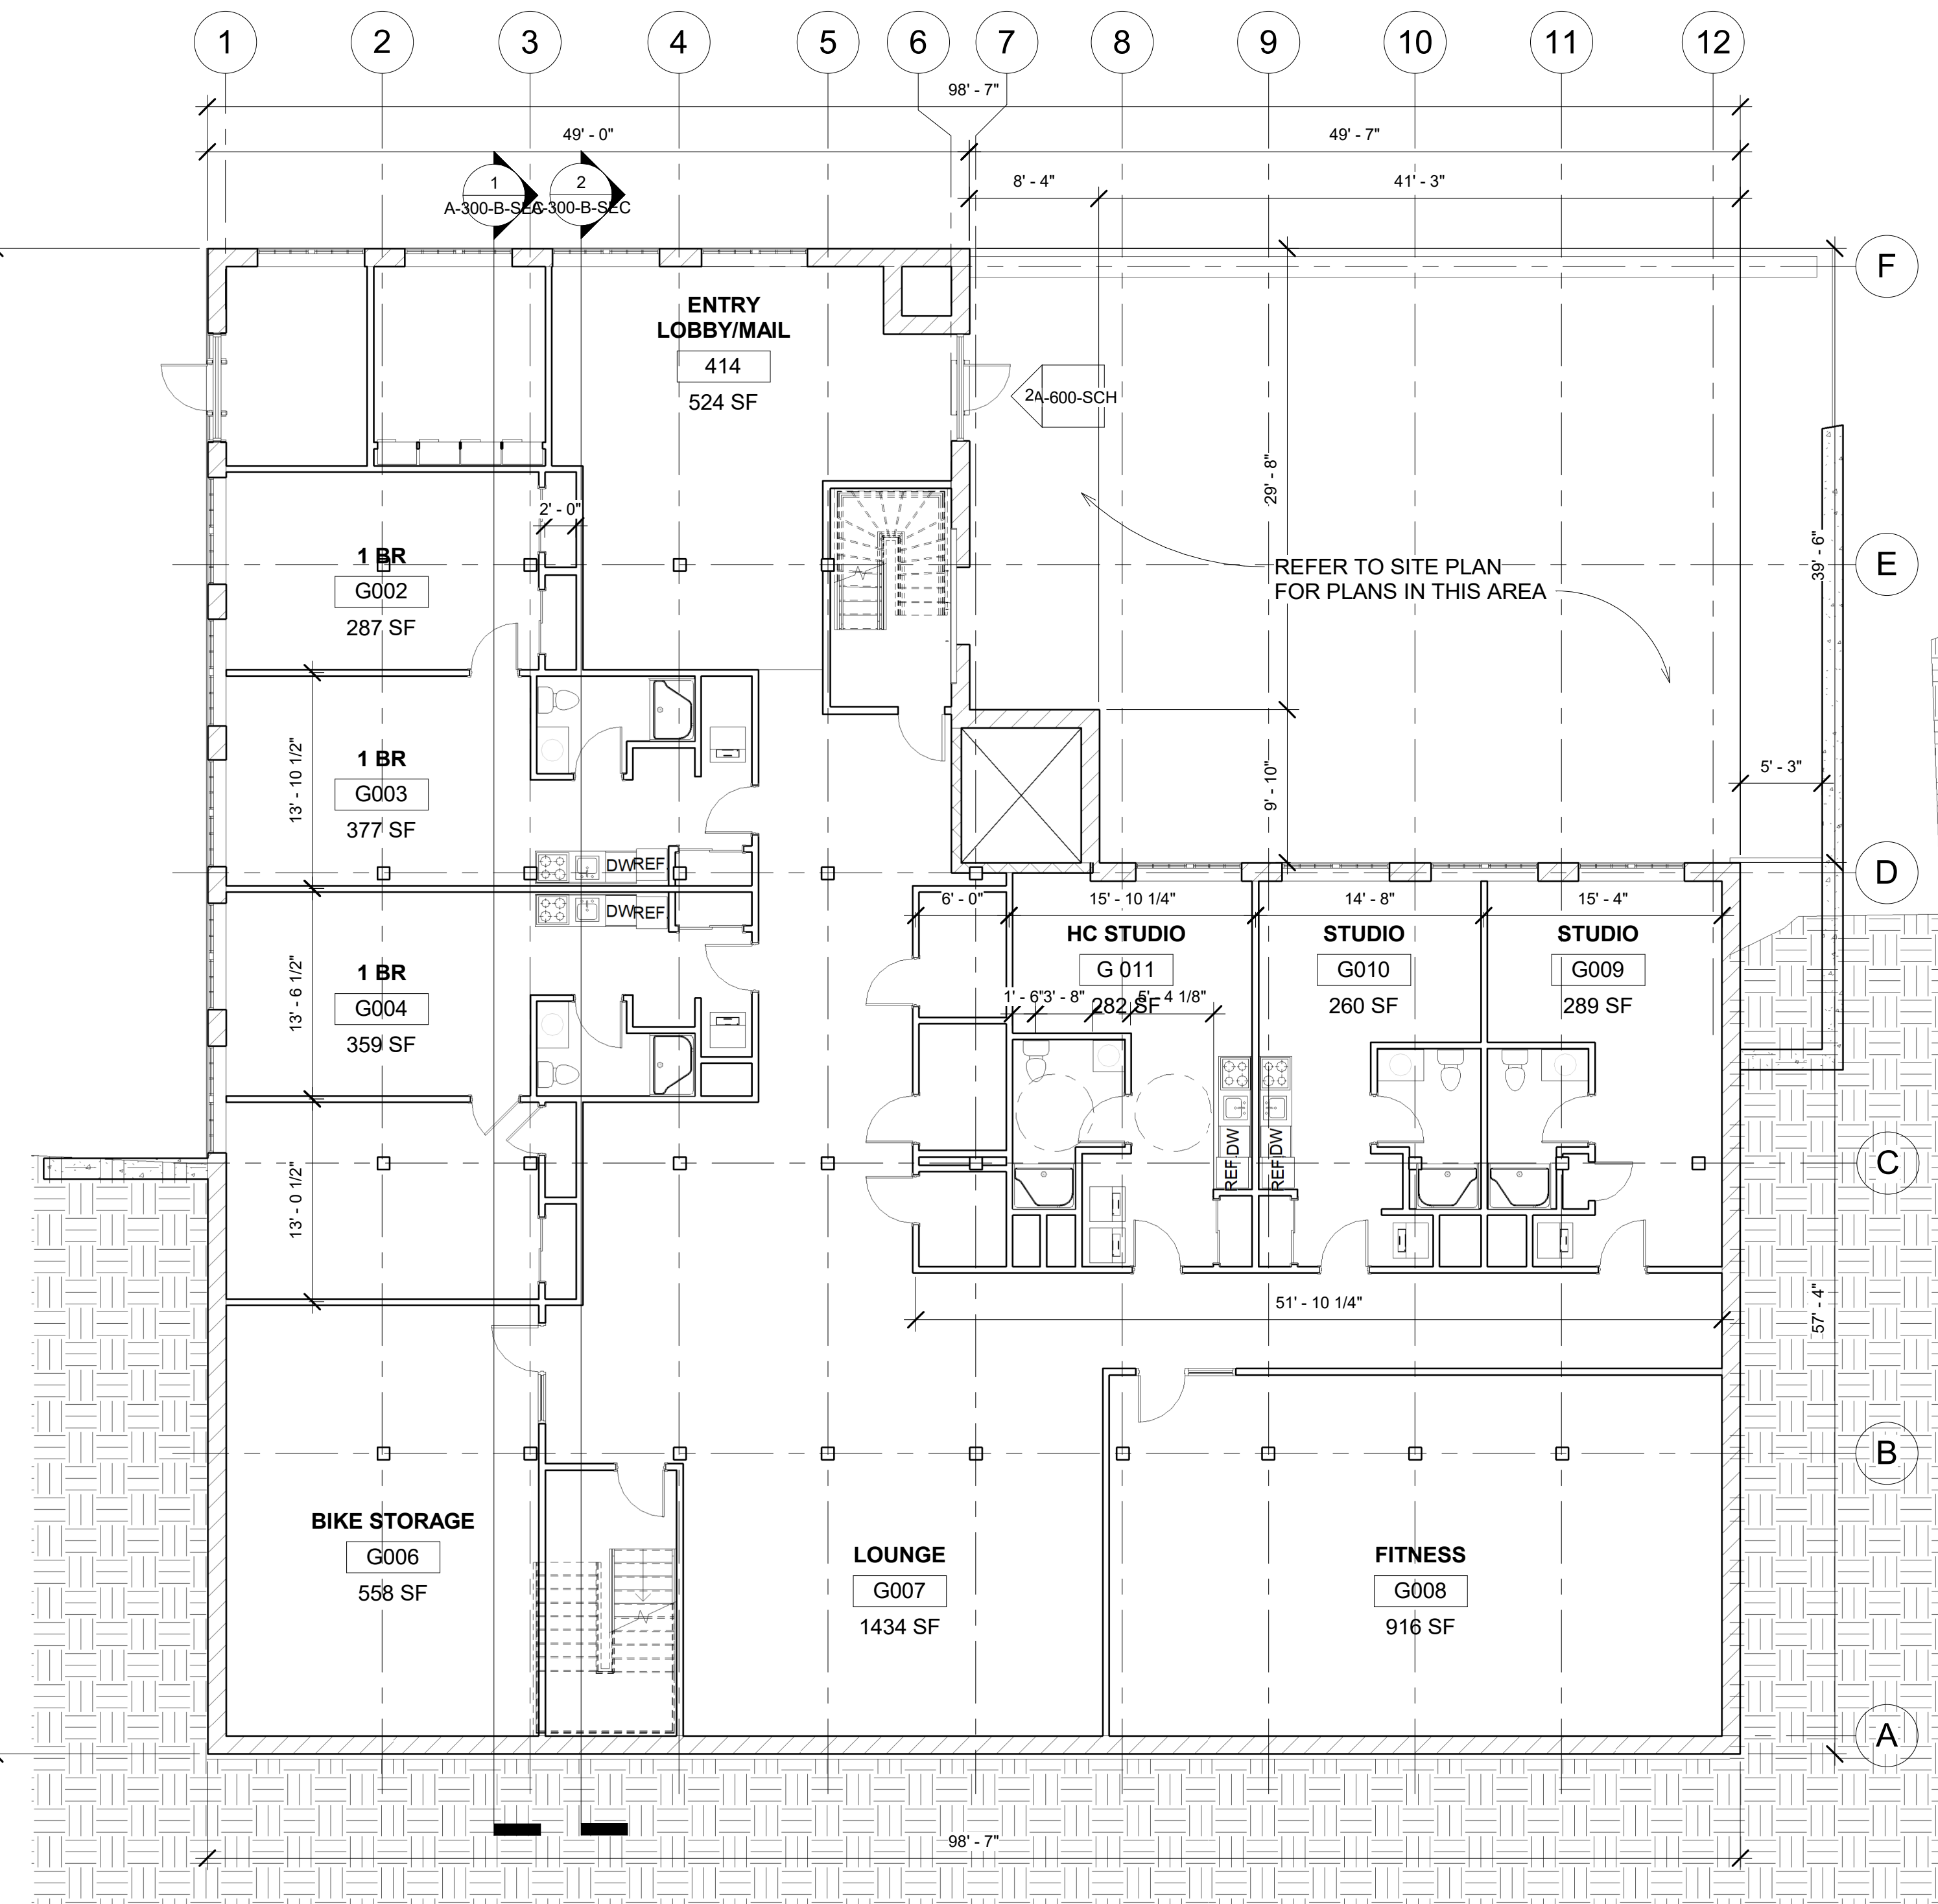 1
2
3
4
5
6
7
8
9
10
11
12
98' - 7"
49' - 0"
49' - 7"
8' - 4"
41' - 3"
1
A-300-B-SEC
2
A-300-B-SEC
F
ENTRY
LOBBY/MAIL
414
524 SF
2
A-600-SCH
29' - 8"
2' - 0"
1 BR
G002
287 SF
REFER TO SITE PLAN
FOR PLANS IN THIS AREA
39' - 6"
E
13' - 10 1/2"
1 BR
G003
377 SF
9' - 10"
5' - 3"
DW
REF.
D
DW
REF.
6' - 0"
15' - 10 1/4"
14' - 8"
15' - 4"
13' - 6 1/2"
1 BR
G004
359 SF
HC STUDIO
G 011
282 SF
1' - 6"
3' - 8"
5' - 4 1/8"
STUDIO
G010
260 SF
STUDIO
G009
289 SF
DW
REF.
DW
REF.
C
13' - 0 1/2"
51' - 10 1/4"
57' - 4"
B
BIKE STORAGE
G006
558 SF
LOUNGE
G007
1434 SF
FITNESS
G008
916 SF
A
98' - 7"